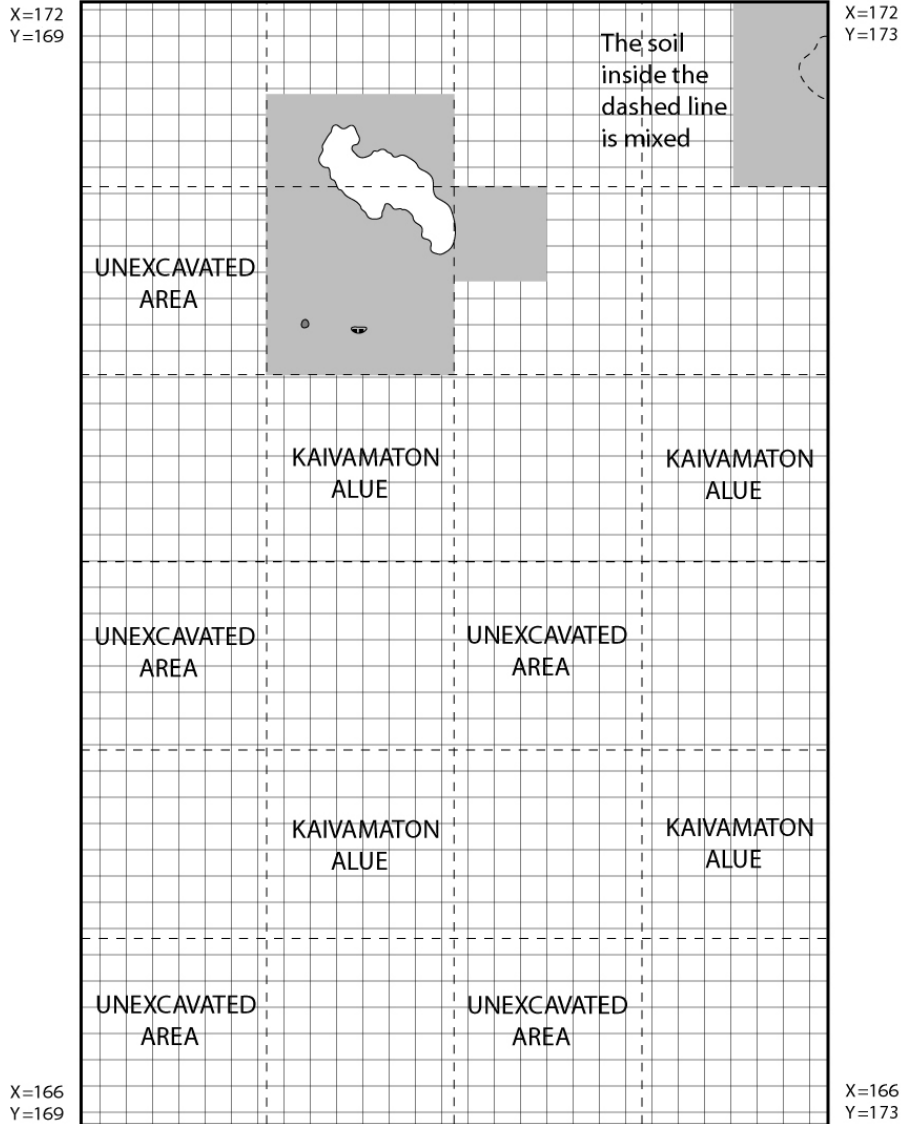 X=172
Y=169
X=172
Y=173
The soil
inside the
dashed line
is mixed
UNEXCAVATED
AREA
KAIVAMATON
ALUE
KAIVAMATON
ALUE
UNEXCAVATED
AREA
UNEXCAVATED
AREA
KAIVAMATON
ALUE
KAIVAMATON
ALUE
UNEXCAVATED
AREA
UNEXCAVATED
AREA
X=166
Y=169
X=166
Y=173